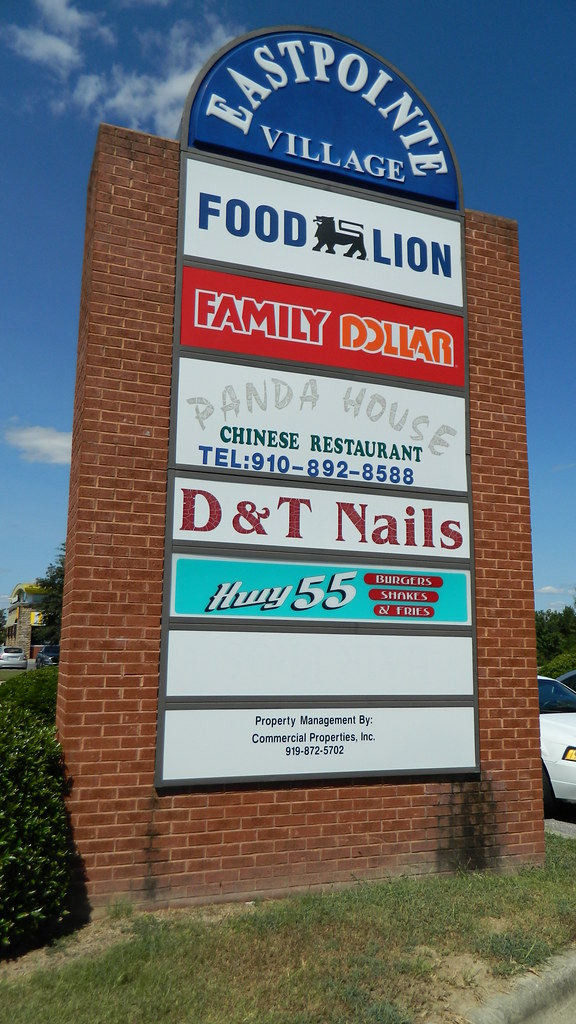 EASTPOINTE
VILLAGE
FOOD LION
FAMILY DOLLAR
PANDA HOUSE
CHINESE RESTAURANT
TEL:910-892-8588
D&T Nails
Hwy 55
BURGERS
SHAKES
& FRIES
Property Management By:
Commercial Properties, Inc.
919-872-5702